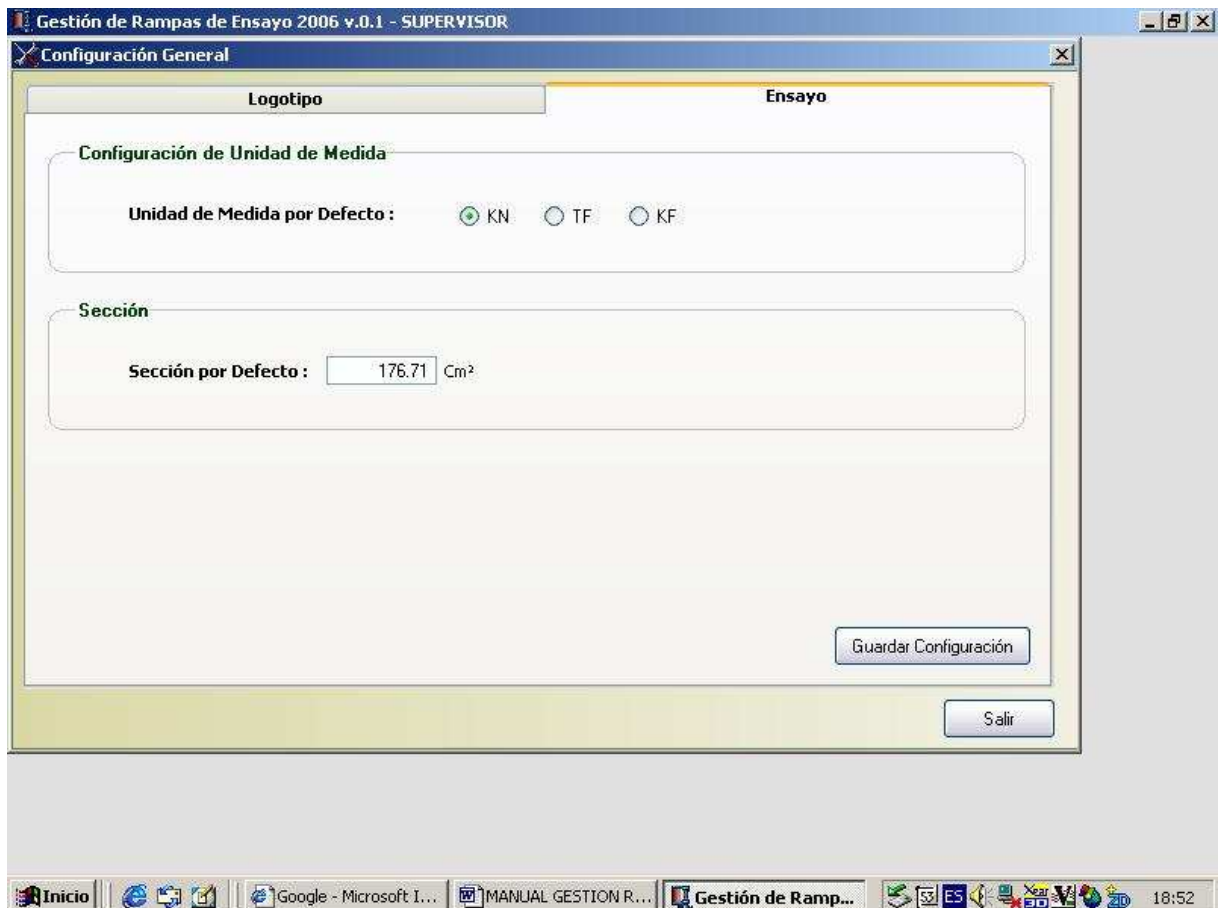 Gestión de Rampas de Ensayo 2006 v.0.1 - SUPERVISOR
Configuración General
Logotipo Ensayo
Configuración de Unidad de Medida
Unidad de Medida por Defecto : KN TF KF
Sección
Sección por Defecto : 176.71 Cm²
Guardar Configuración
Salir
Inicio Google - Microsoft I... MANUAL GESTION R... Gestión de Ramp... ES 18:52